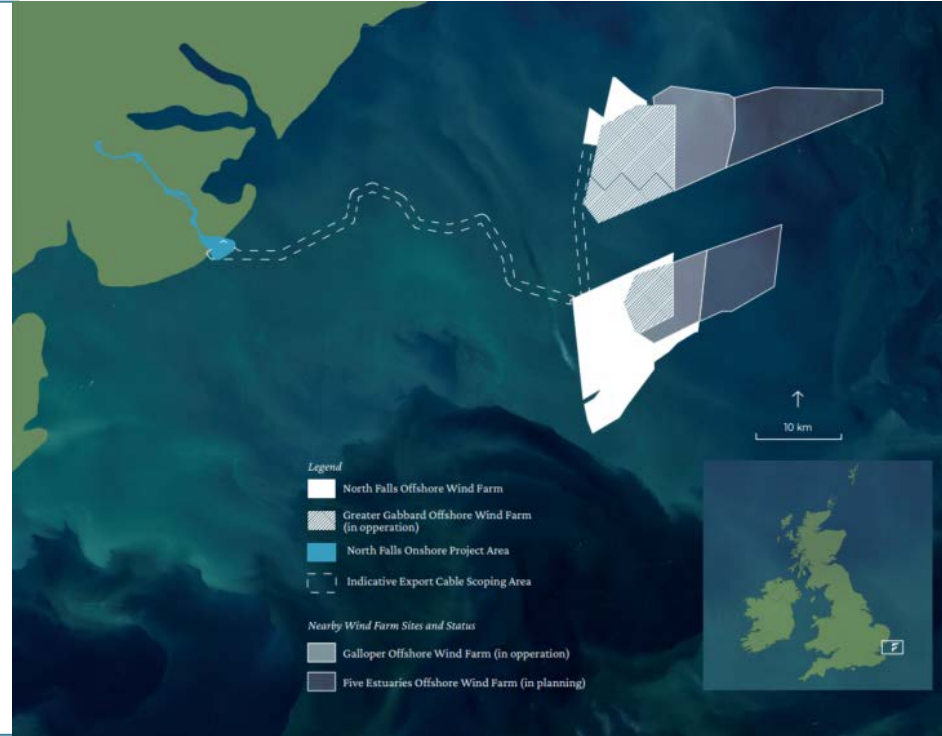 10 km
Legend
North Falls Offshore Wind Farm
Greater Gabbard Offshore Wind Farm
(in opperation)
North Falls Onshore Project Area
Indicative Export Cable Scoping Area
Nearby Wind Farm Sites and Status
Galloper Offshore Wind Farm (in opperation)
Five Estuaries Offshore Wind Farm (in planning)